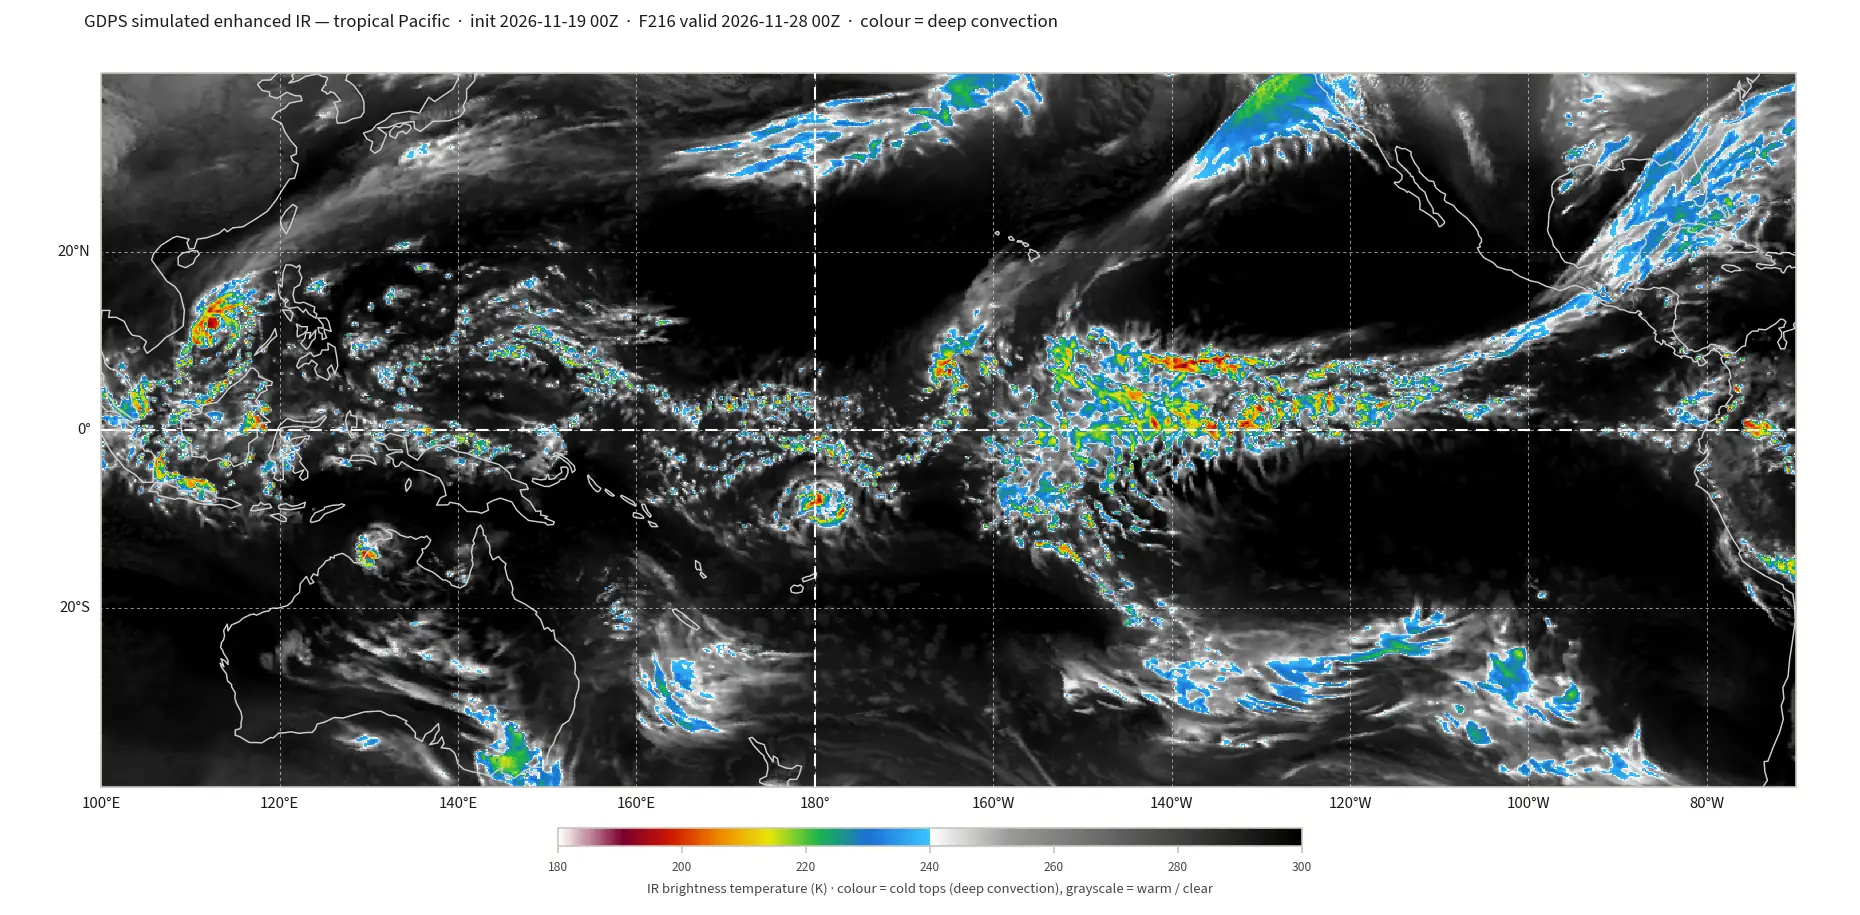 GDPS simulated enhanced IR — tropical Pacific · init 2026-11-19 00Z · F216 valid 2026-11-28 00Z · colour = deep convection
20°N
0°
20°S
100°E 120°E 140°E 160°E 180° 160°W 140°W 120°W 100°W 80°W
180 200 220 240 260 280 300
IR brightness temperature (K) · colour = cold tops (deep convection), grayscale = warm / clear